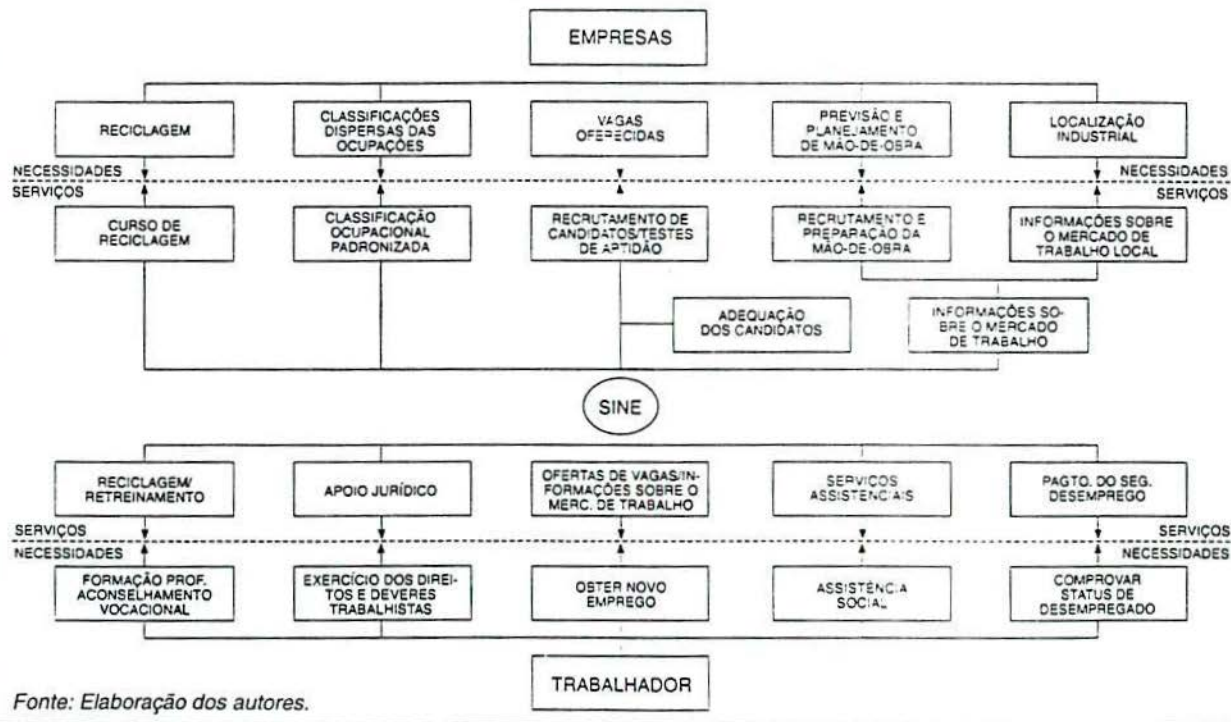 EMPRESAS
RECICLAGEM
CLASSIFICAÇÕES
DISPERSAS DAS
OCUPAÇÕES
VAGAS
OFERECIDAS
PREVISÃO E
PLANEJAMENTO
DE MÃO-DE-OBRA
LOCALIZAÇÃO
INDUSTRIAL
NECESSIDADES
NECESSIDADES
SERVIÇOS
SERVIÇOS
CURSO DE
RECICLAGEM
CLASSIFICAÇÃO
OCUPACIONAL
PADRONIZADA
RECRUTAMENTO DE
CANDIDATOS/TESTES
DE APTIDÃO
RECRUTAMENTO E
PREPARAÇÃO DA
MÃO-DE-OBRA
INFORMAÇÕES SOBRE
O MERCADO DE
TRABALHO LOCAL
ADEQUAÇÃO
DOS CANDIDATOS
INFORMAÇÕES SO-
BRE O MERCADO
DE TRABALHO
SINE
RECICLAGEM/
RETREINAMENTO
APOIO JURÍDICO
OFERTAS DE VAGAS/IN-
FORMAÇÕES SOBRE O
MERC. DE TRABALHO
SERVIÇOS
ASSISTENCIAIS
PAGTO. DO SEG.
DESEMPREGO
SERVIÇOS
SERVIÇOS
NECESSIDADES
NECESSIDADES
FORMAÇÃO PROF.
ACONSELHAMENTO
VOCACIONAL
EXERCÍCIO DOS DIREI-
TOS E DEVERES
TRABALHISTAS
OBTER NOVO
EMPREGO
ASSISTÊNCIA
SOCIAL
COMPROVAR
STATUS DE
DESEMPREGADO
TRABALHADOR
Fonte: Elaboração dos autores.